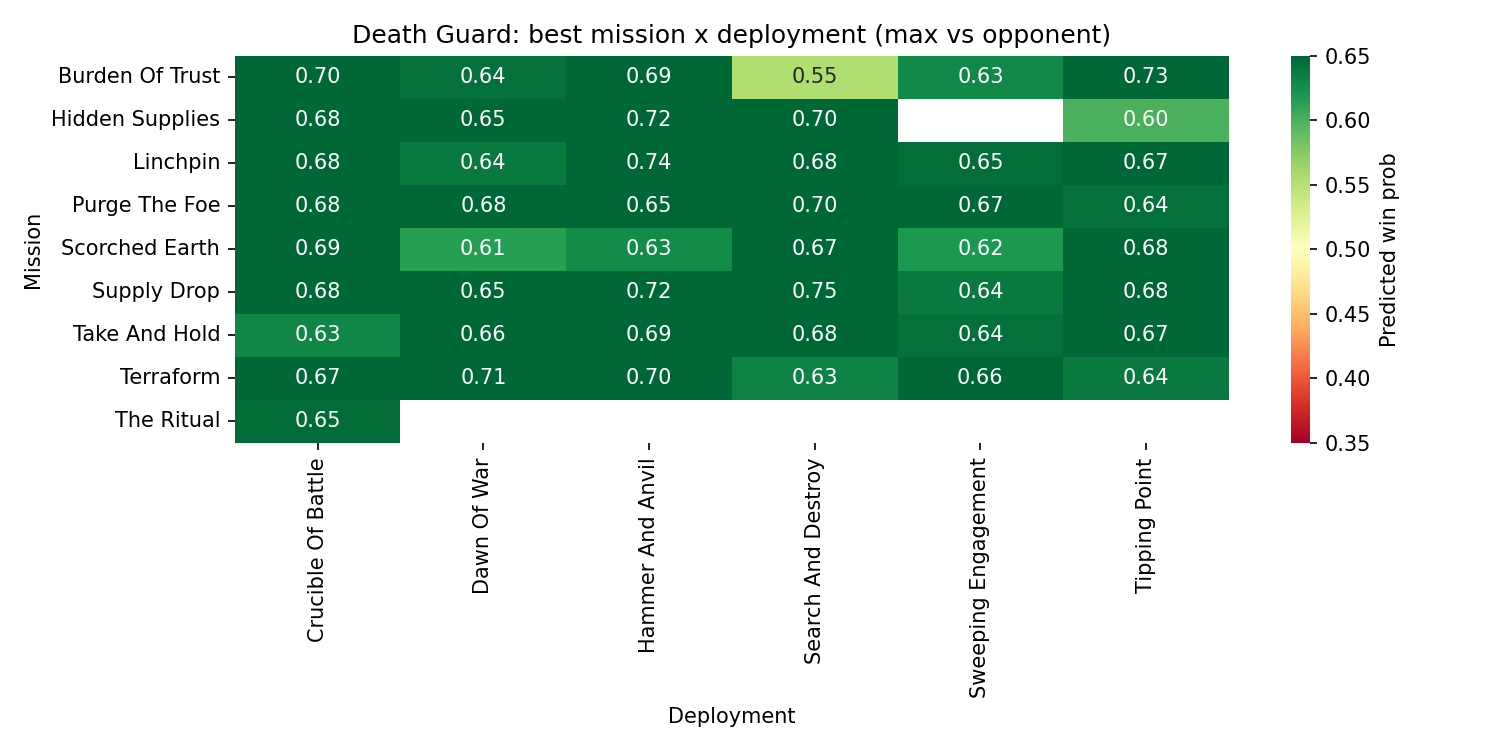 Death Guard: best mission x deployment (max vs opponent)
Mission
Burden Of Trust 0.70 0.64 0.69 0.55 0.63 0.73
Hidden Supplies 0.68 0.65 0.72 0.70 0.60
Linchpin 0.68 0.64 0.74 0.68 0.65 0.67
Purge The Foe 0.68 0.68 0.65 0.70 0.67 0.64
Scorched Earth 0.69 0.61 0.63 0.67 0.62 0.68
Supply Drop 0.68 0.65 0.72 0.75 0.64 0.68
Take And Hold 0.63 0.66 0.69 0.68 0.64 0.67
Terraform 0.67 0.71 0.70 0.63 0.66 0.64
The Ritual 0.65
Crucible Of Battle
Dawn Of War
Hammer And Anvil
Search And Destroy
Sweeping Engagement
Tipping Point
Deployment
0.65
0.60
0.55
0.50
0.45
0.40
0.35
Predicted win prob